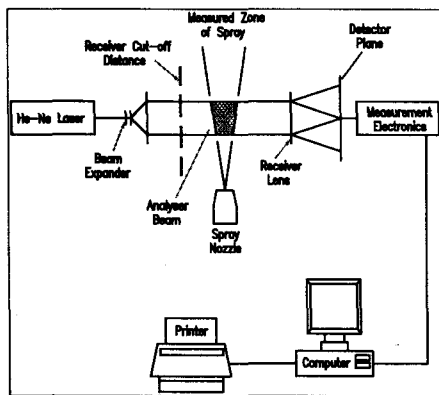 Measured Zone
of Spray
Detector
Plane
Receiver Cut-off
Distance
He-Ne Laser
Measurement
Electronics
Beam
Expander
Analyser
Beam
Receiver
Lens
Spray
Nozzle
Printer
Computer